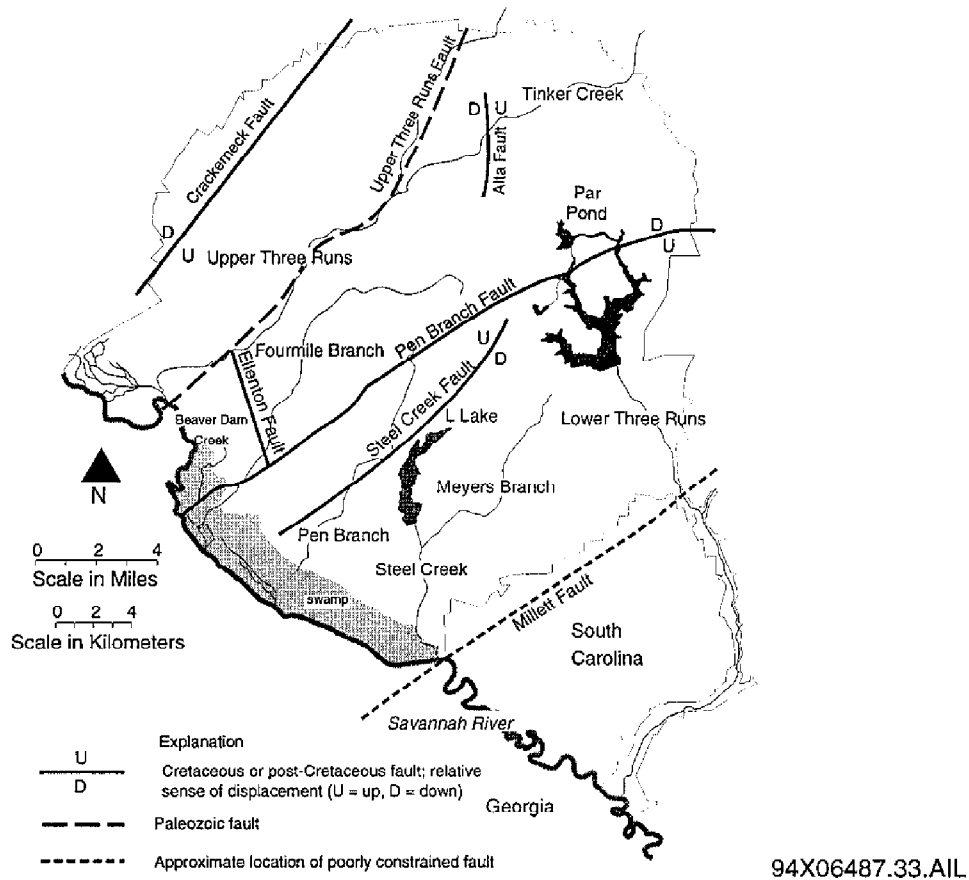 Crackerneck Fault
Upper Three Runs Fault
Tinker Creek
D U
Alta Fault
Par
Pond
D
U
D
U
Upper Three Runs
Pen Branch Fault
Fourmile Branch
Ellenton Fault
U
D
Steel Creek Fault
L Lake
Beaver Dam
Creek
Lower Three Runs
N
Meyers Branch
Pen Branch
0 2 4
Scale in Miles
Steel Creek
swamp
Millett Fault
0 2 4
Scale in Kilometers
South
Carolina
Savannah River
Explanation
U
D
Cretaceous or post-Cretaceous fault; relative
sense of displacement (U = up, D = down)
Georgia
Paleozoic fault
Approximate location of poorly constrained fault
94X06487.33.AIL